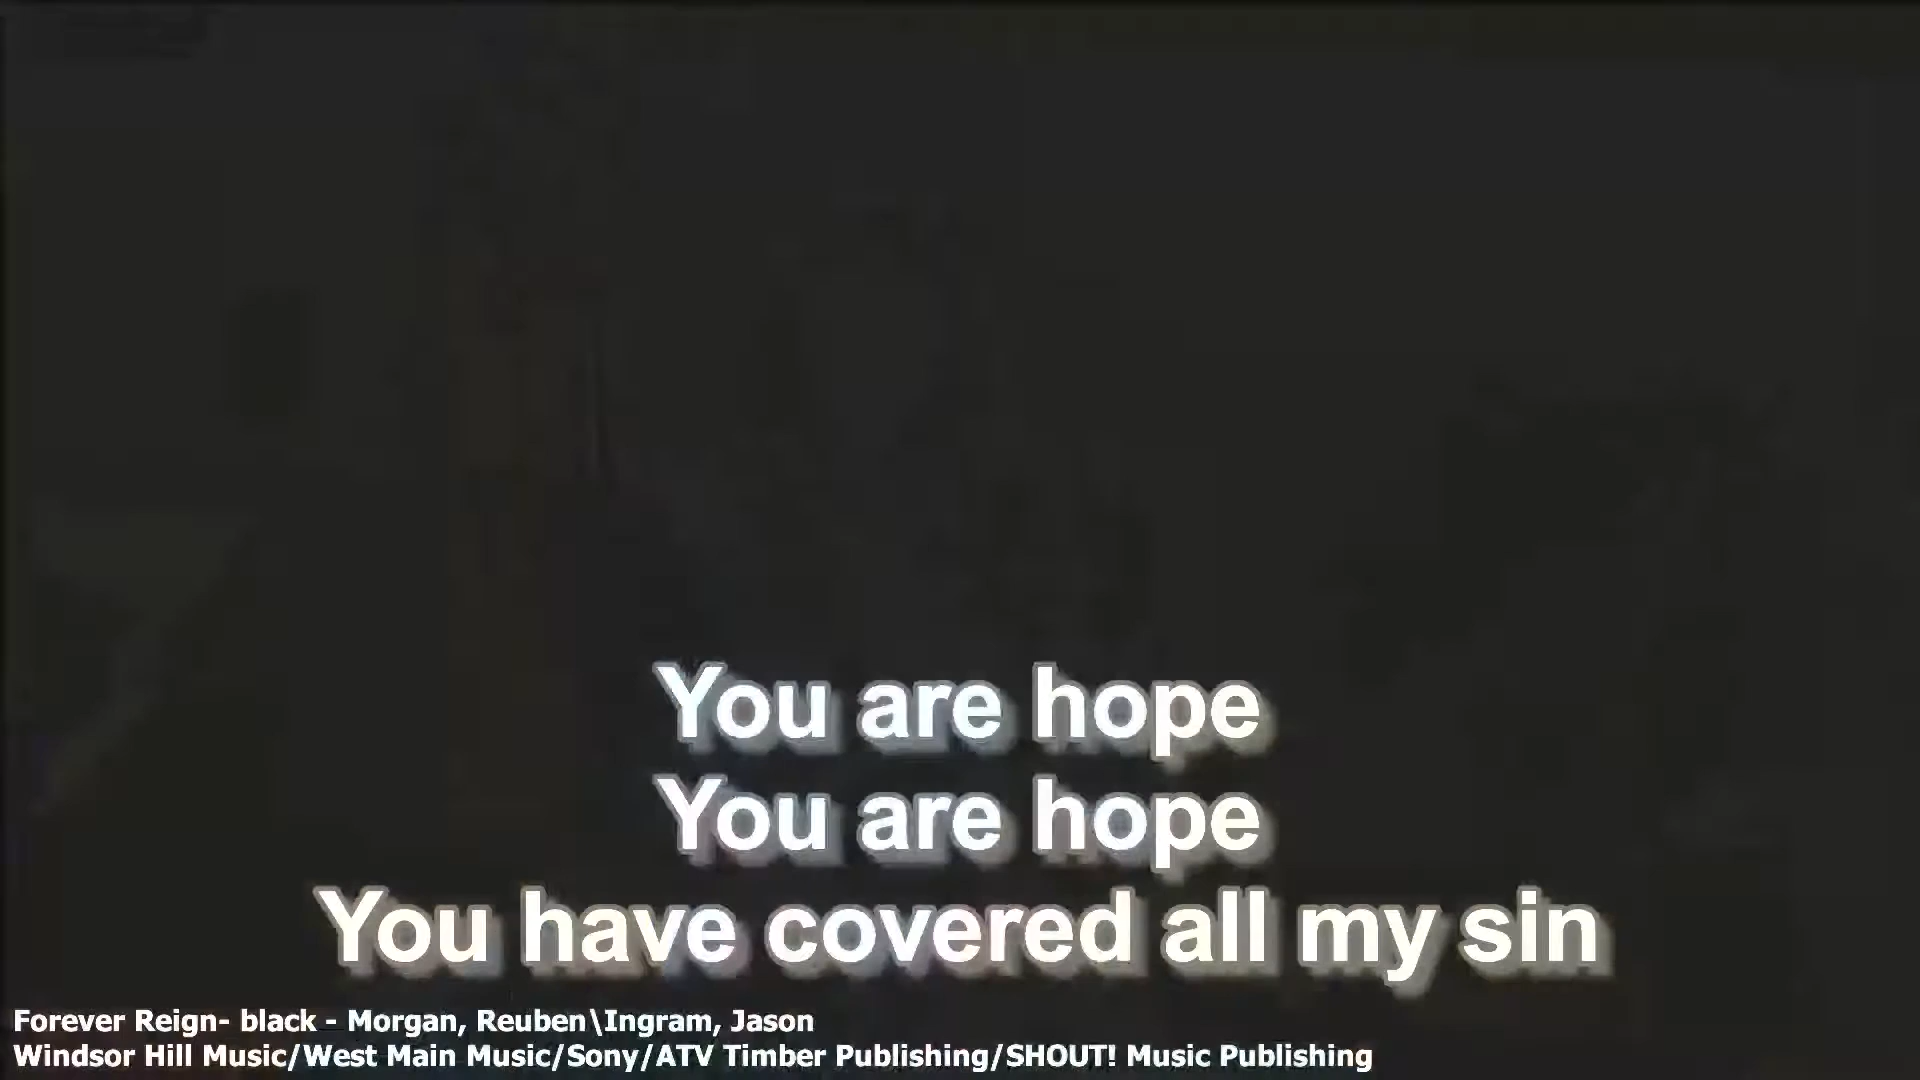 You are hope
You are hope
You have covered all my sin
Forever Reign- black - Morgan, Reuben\Ingram, Jason
Windsor Hill Music/West Main Music/Sony/ATV Timber Publishing/SHOUT! Music Publishing